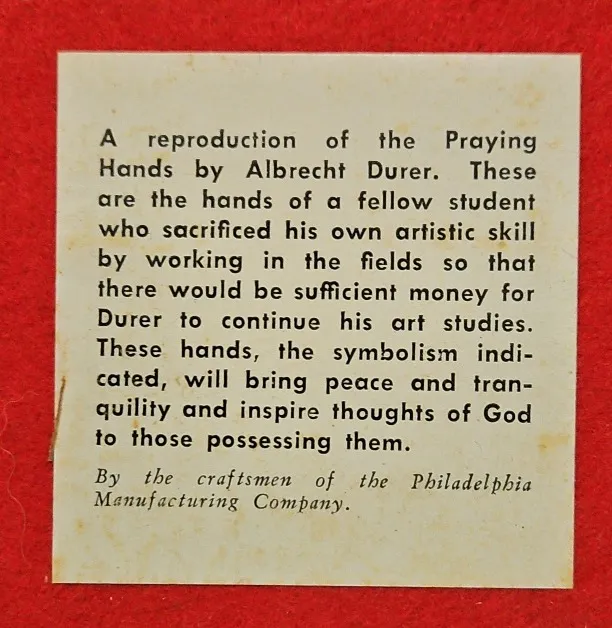 A reproduction of the Praying
Hands by Albrecht Durer. These
are the hands of a fellow student
who sacrificed his own artistic skill
by working in the fields so that
there would be sufficient money for
Durer to continue his art studies.
These hands, the symbolism indi-
cated, will bring peace and tran-
quility and inspire thoughts of God
to those possessing them.
By the craftsmen of the Philadelphia
Manufacturing Company.